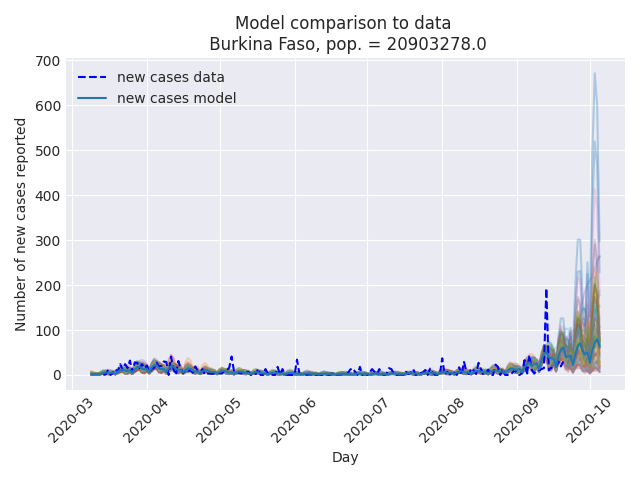 Model comparison to data
Burkina Faso, pop. = 20903278.0
new cases data
new cases model
Number of new cases reported
700
600
500
400
300
200
100
0
2020-03
2020-04
2020-05
2020-06
2020-07
2020-08
2020-09
2020-10
Day